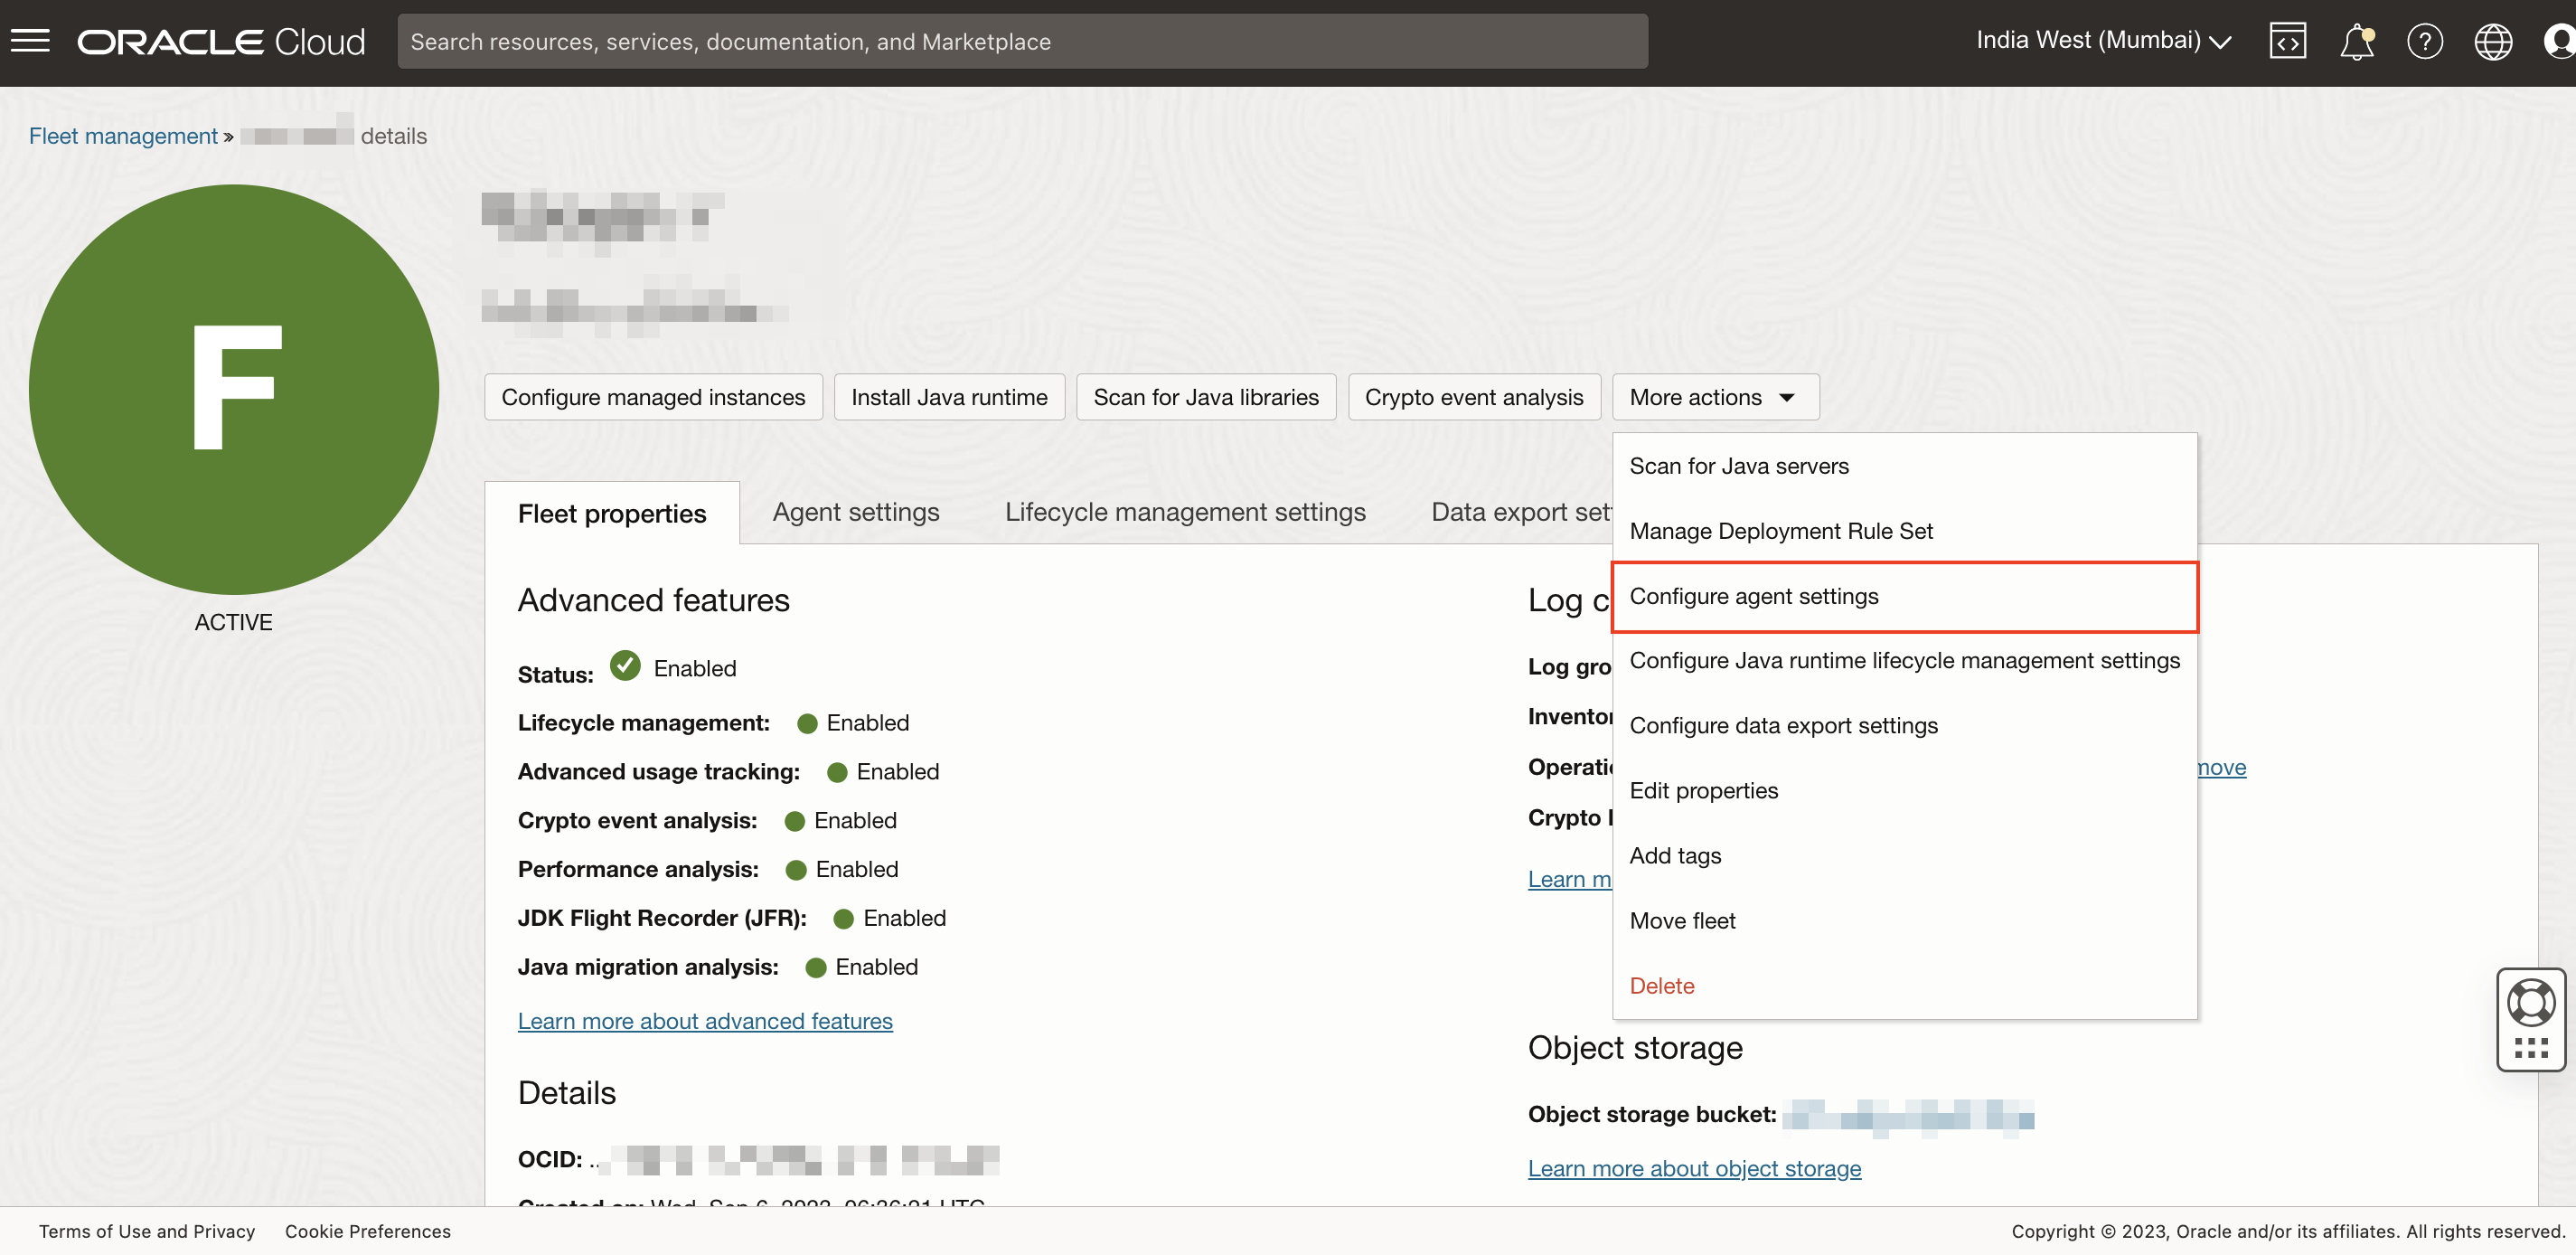 ORACLE Cloud
Search resources, services, documentation, and Marketplace
India West (Mumbai)
Fleet management » details
F
ACTIVE
Configure managed instances
Install Java runtime
Scan for Java libraries
Crypto event analysis
More actions
Scan for Java servers
Manage Deployment Rule Set
Configure agent settings
Configure Java runtime lifecycle management settings
Configure data export settings
Edit properties
Add tags
Move fleet
Delete
Fleet properties
Agent settings
Lifecycle management settings
Data export set
Advanced features
Status: Enabled
Lifecycle management: Enabled
Advanced usage tracking: Enabled
Crypto event analysis: Enabled
Performance analysis: Enabled
JDK Flight Recorder (JFR): Enabled
Java migration analysis: Enabled
Learn more about advanced features
Details
OCID: ..
Created on: Wed, Sep 6, 2023, 06:36:21 UTC
Log c
Log gro
Inventor
Operati
move
Crypto
Learn m
Object storage
Object storage bucket:
Learn more about object storage
Terms of Use and Privacy
Cookie Preferences
Copyright © 2023, Oracle and/or its affiliates. All rights reserved.